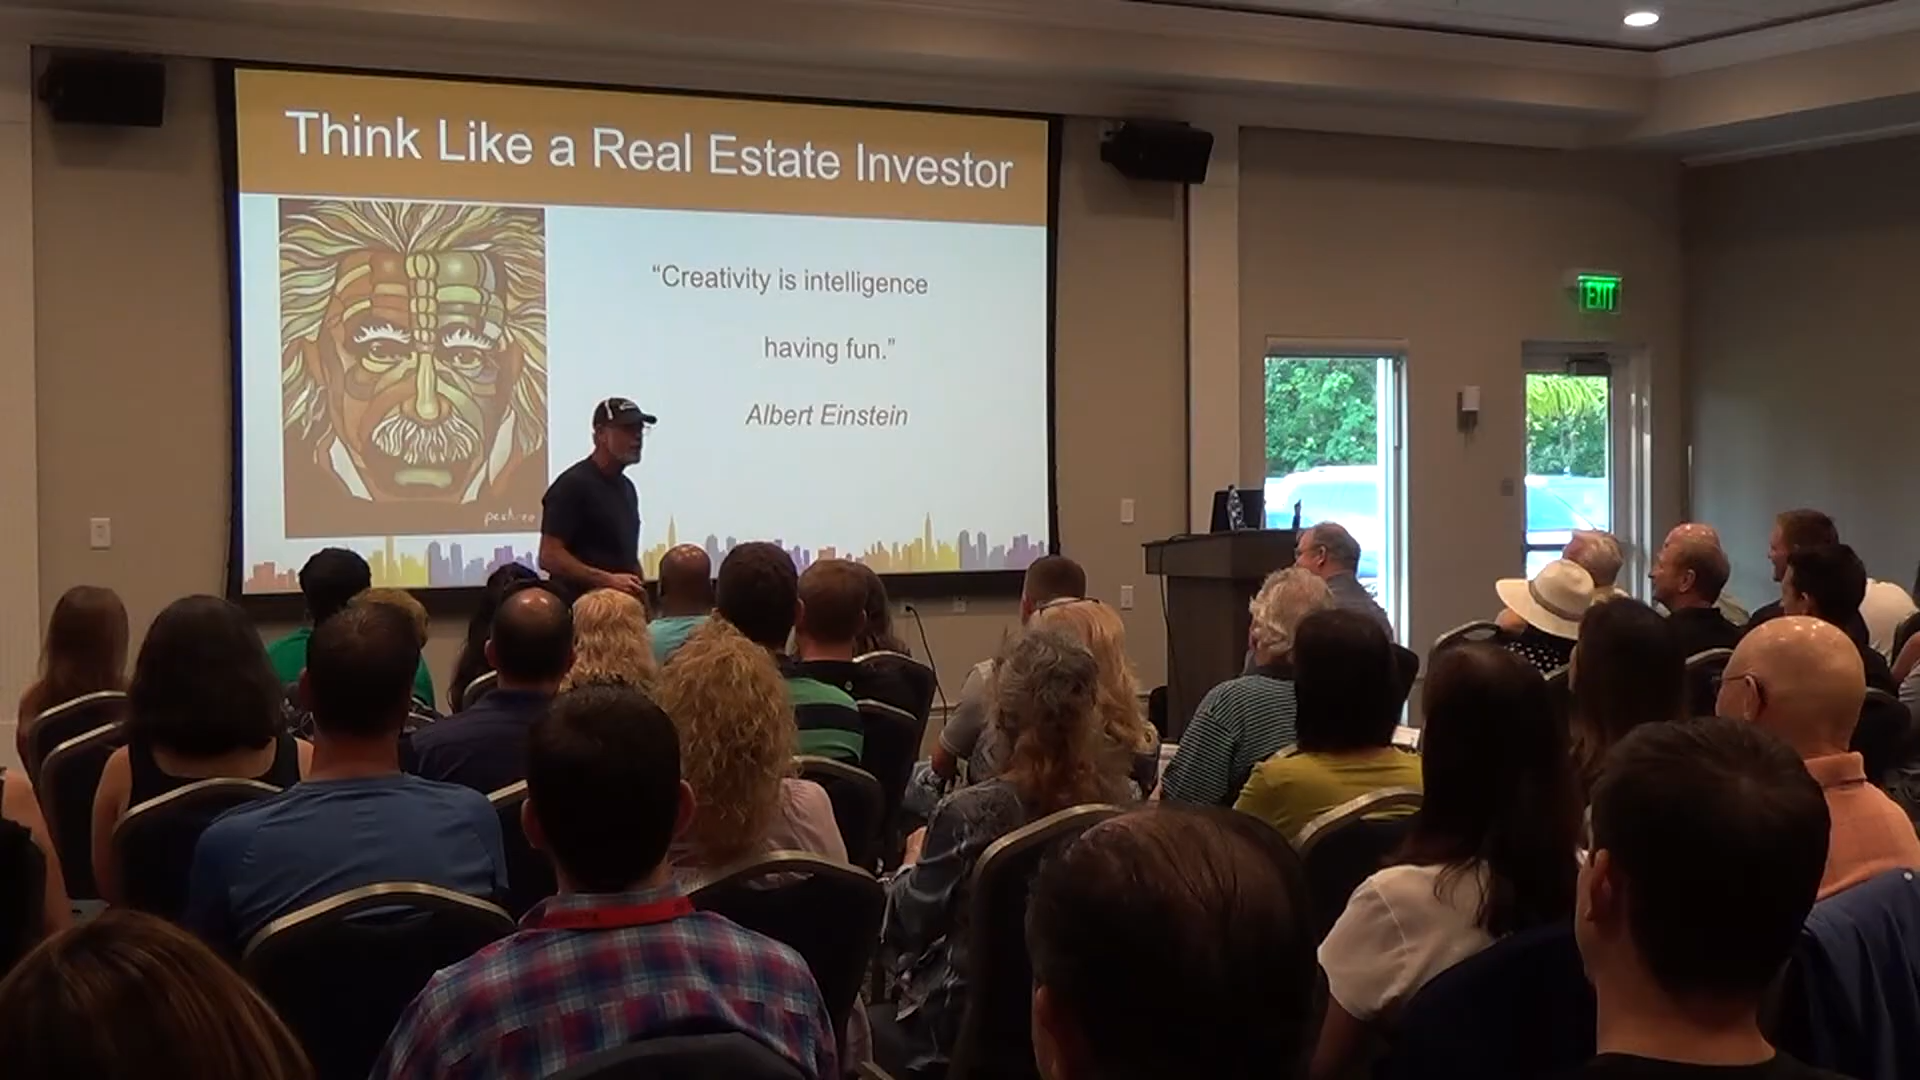 Think Like a Real Estate Investor
“Creativity is intelligence
having fun.”
Albert Einstein
EXIT